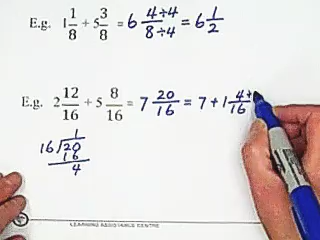 E.g. 1 1/8 + 5 3/8 = 6 4÷4/8÷4 = 6 1/2
E.g. 2 12/16 + 5 8/16 = 7 20/16 = 7 + 1 4÷/16
1
16 20
16
4
LEARNING ASSISTANCE CENTRE